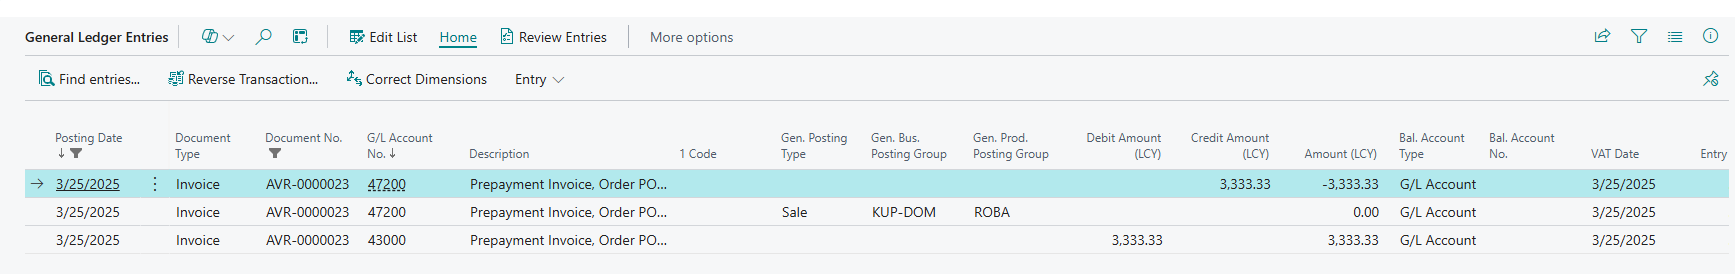 General Ledger Entries Edit List Home Review Entries More options
Find entries... Reverse Transaction... Correct Dimensions Entry
Posting Date Document Type Document No. G/L Account No. Description 1 Code Gen. Posting Type Gen. Bus. Posting Group Gen. Prod. Posting Group Debit Amount (LCY) Credit Amount (LCY) Amount (LCY) Bal. Account Type Bal. Account No. VAT Date Entry
3/25/2025 Invoice AVR-0000023 47200 Prepayment Invoice, Order PO... 3,333.33 -3,333.33 G/L Account 3/25/2025
3/25/2025 Invoice AVR-0000023 47200 Prepayment Invoice, Order PO... Sale KUP-DOM ROBA 0.00 G/L Account 3/25/2025
3/25/2025 Invoice AVR-0000023 43000 Prepayment Invoice, Order PO... 3,333.33 3,333.33 G/L Account 3/25/2025